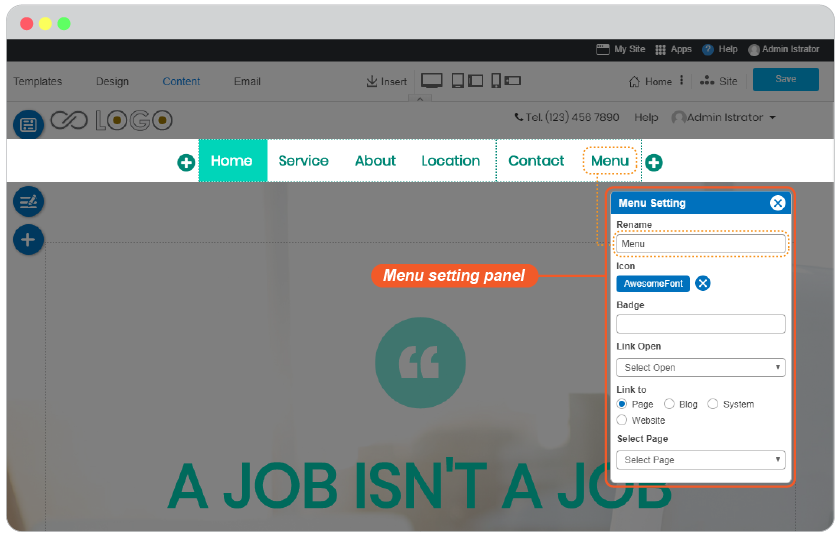 My Site Apps ? Help Admin Istrator
Templates Design Content Email Insert Home Site Save
LOGO Tel. (123) 456 7890 Help Admin Istrator
Home Service About Location Contact Menu
Menu Setting
Rename
Menu
Icon
AwesomeFont
Menu setting panel
Badge
Link Open
Select Open
Link to
Page Blog System
Website
Select Page
Select Page
A JOB ISN'T A JOB